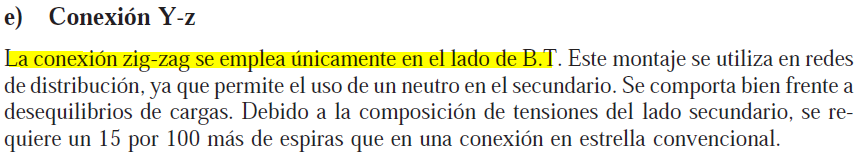 e) Conexión Y-z
La conexión zig-zag se emplea únicamente en el lado de B.T. Este montaje se utiliza en redes
de distribución, ya que permite el uso de un neutro en el secundario. Se comporta bien frente a
desequilibrios de cargas. Debido a la composición de tensiones del lado secundario, se re-
quiere un 15 por 100 más de espiras que en una conexión en estrella convencional.